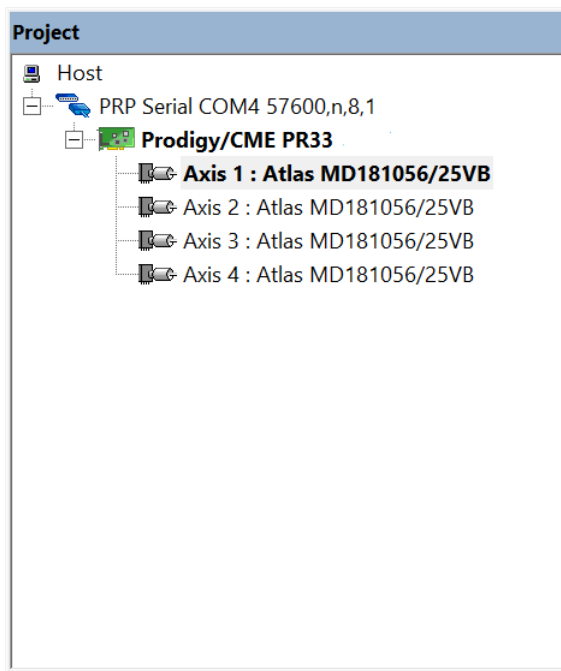 Project
Host
PRP Serial COM4 57600,n,8,1
Prodigy/CME PR33
Axis 1 : Atlas MD181056/25VB
Axis 2 : Atlas MD181056/25VB
Axis 3 : Atlas MD181056/25VB
Axis 4 : Atlas MD181056/25VB